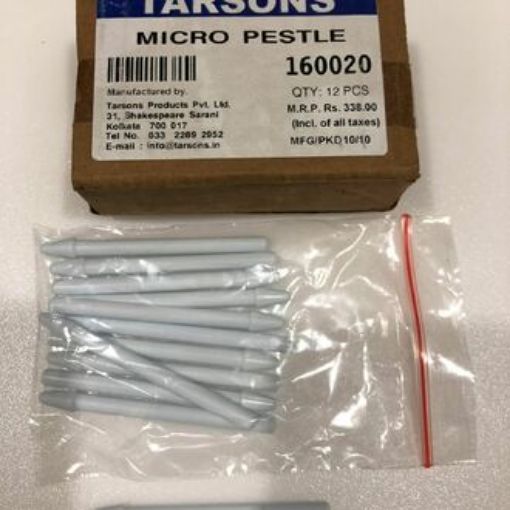 TARSONS
MICRO PESTLE
160020
Manufactured by.
QTY: 12 PCS
Tarsons Products Pvt. Ltd.
M.R.P. Rs. 338.00
31, Shakespeare Sarani
(Incl. of all taxes)
Kolkata 700 017
Tel No. 033 2289 2052
MFG/PKD10/10
E-mail : info@tarsons.in